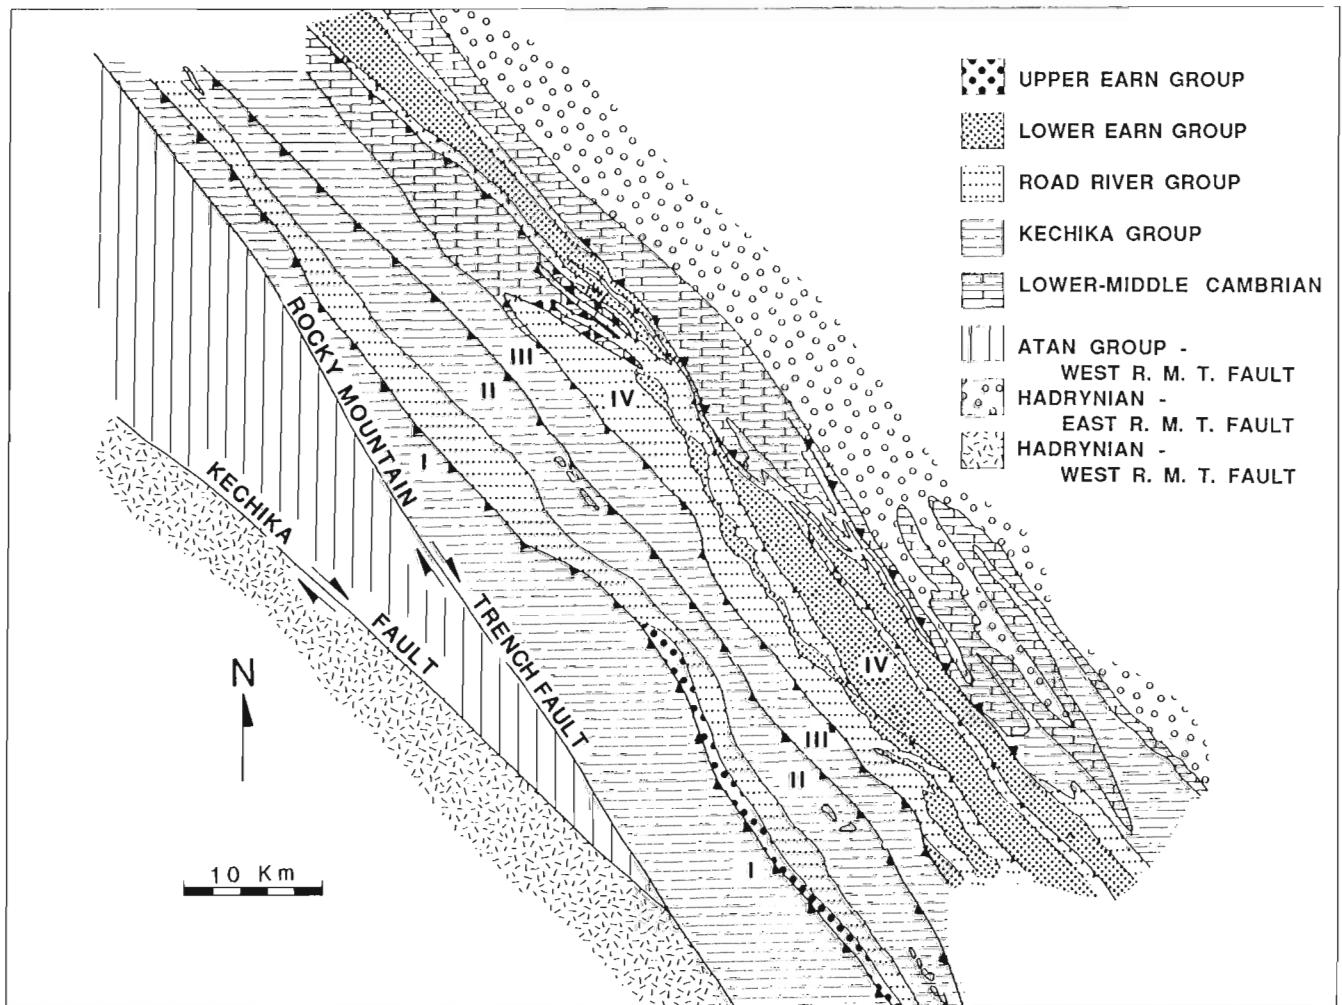 UPPER EARN GROUP
LOWER EARN GROUP
ROAD RIVER GROUP
KECHIKA GROUP
LOWER-MIDDLE CAMBRIAN
ATAN GROUP -
WEST R. M. T. FAULT
HADRYNIAN -
EAST R. M. T. FAULT
HADRYNIAN -
WEST R. M. T. FAULT
ROCKY MOUNTAIN
TRENCH FAULT
KECHIKA
FAULT
III
II
IV
I
IV
III
II
I
N
10 Km